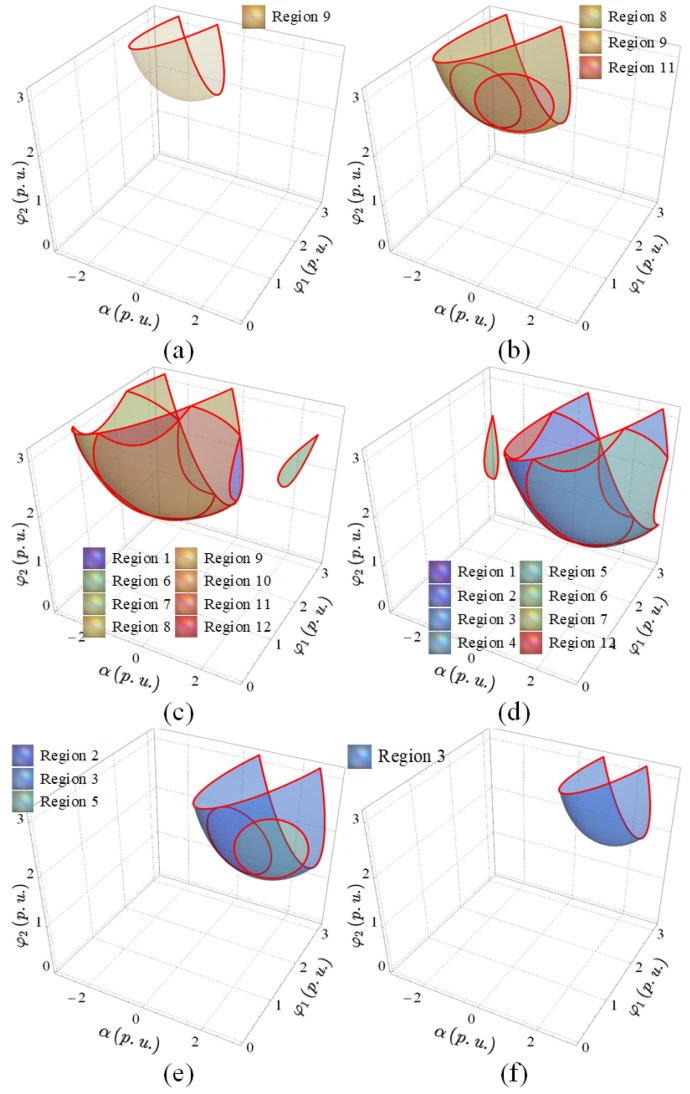 Region 9
3
2
1
0
φ₂ (p. u.)
−2
0
2
α (p. u.)
0
1
2
3
φ₁ (p. u.)
(a)
Region 8
Region 9
Region 11
3
2
1
0
φ₂ (p. u.)
−2
0
2
α (p. u.)
0
1
2
3
φ₁ (p. u.)
(b)
3
2
1
0
φ₂ (p. u.)
Region 1 Region 9
Region 6 Region 10
Region 7 Region 11
Region 8 Region 12
−2
0
2
α (p. u.)
0
1
2
3
φ₁ (p. u.)
(c)
3
2
1
0
φ₂ (p. u.)
Region 1 Region 5
Region 2 Region 6
Region 3 Region 7
Region 4 Region 12
−2
0
2
α (p. u.)
0
1
2
3
φ₁ (p. u.)
(d)
Region 2
Region 3
Region 5
3
2
1
0
φ₂ (p. u.)
−2
0
2
α (p. u.)
0
1
2
3
φ₁ (p. u.)
(e)
Region 3
3
2
1
0
φ₂ (p. u.)
−2
0
2
α (p. u.)
0
1
2
3
φ₁ (p. u.)
(f)